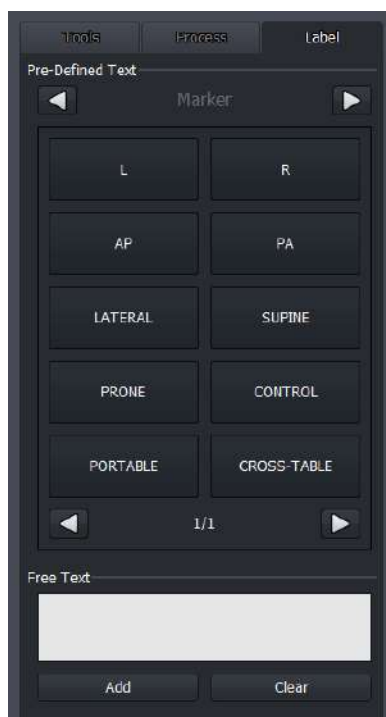 Tools Process Label
Pre-Defined Text
Marker
L R
AP PA
LATERAL SUPINE
PRONE CONTROL
PORTABLE CROSS-TABLE
1/1
Free Text
Add Clear